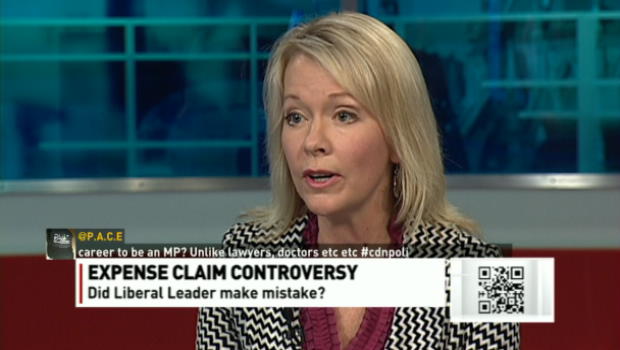 @P.A.C.E
career to be an MP? Unlike lawyers, doctors etc etc #cdnpoli
EXPENSE CLAIM CONTROVERSY
Did Liberal Leader make mistake?